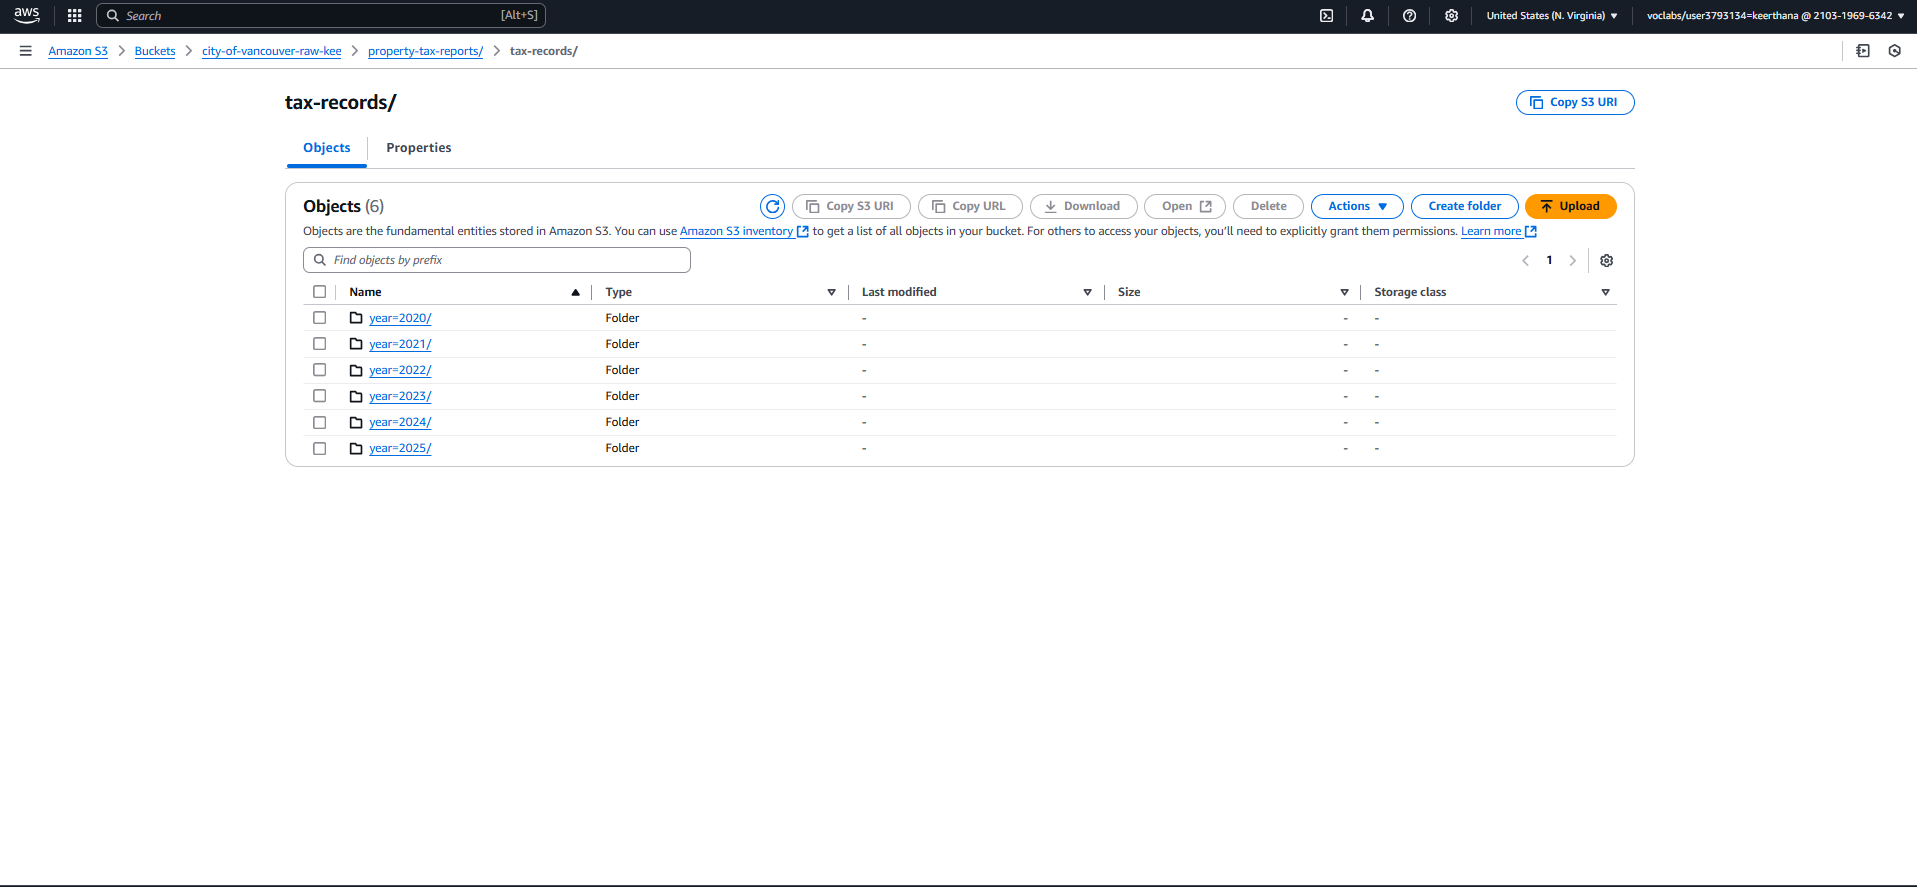 aws Search [Alt+S] United States (N. Virginia) voclabs/user3793134=keerthana @ 2103-1969-6342
Amazon S3 > Buckets > city-of-vancouver-raw-kee > property-tax-reports/ > tax-records/
tax-records/ Copy S3 URI
Objects Properties
Objects (6) Copy S3 URI Copy URL Download Open Delete Actions Create folder Upload
Objects are the fundamental entities stored in Amazon S3. You can use Amazon S3 inventory to get a list of all objects in your bucket. For others to access your objects, you'll need to explicitly grant them permissions. Learn more
Find objects by prefix < 1 >
Name Type Last modified Size Storage class
year=2020/ Folder - - -
year=2021/ Folder - - -
year=2022/ Folder - - -
year=2023/ Folder - - -
year=2024/ Folder - - -
year=2025/ Folder - - -